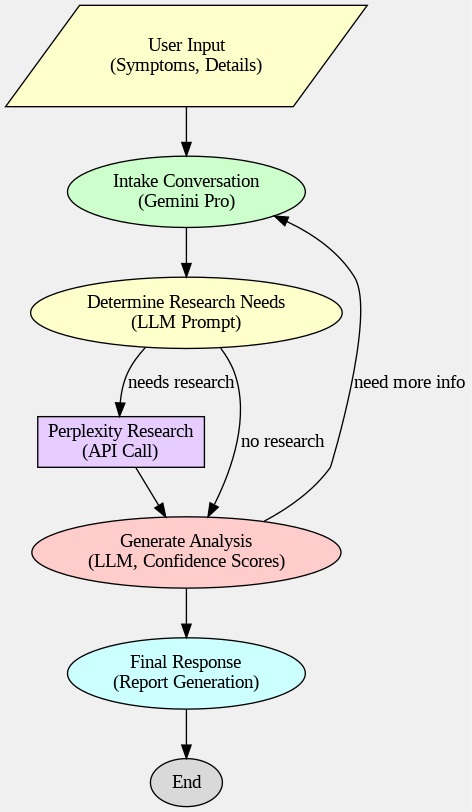 User Input
(Symptoms, Details)
Intake Conversation
(Gemini Pro)
Determine Research Needs
(LLM Prompt)
needs research
need more info
Perplexity Research
(API Call)
no research
Generate Analysis
(LLM, Confidence Scores)
Final Response
(Report Generation)
End